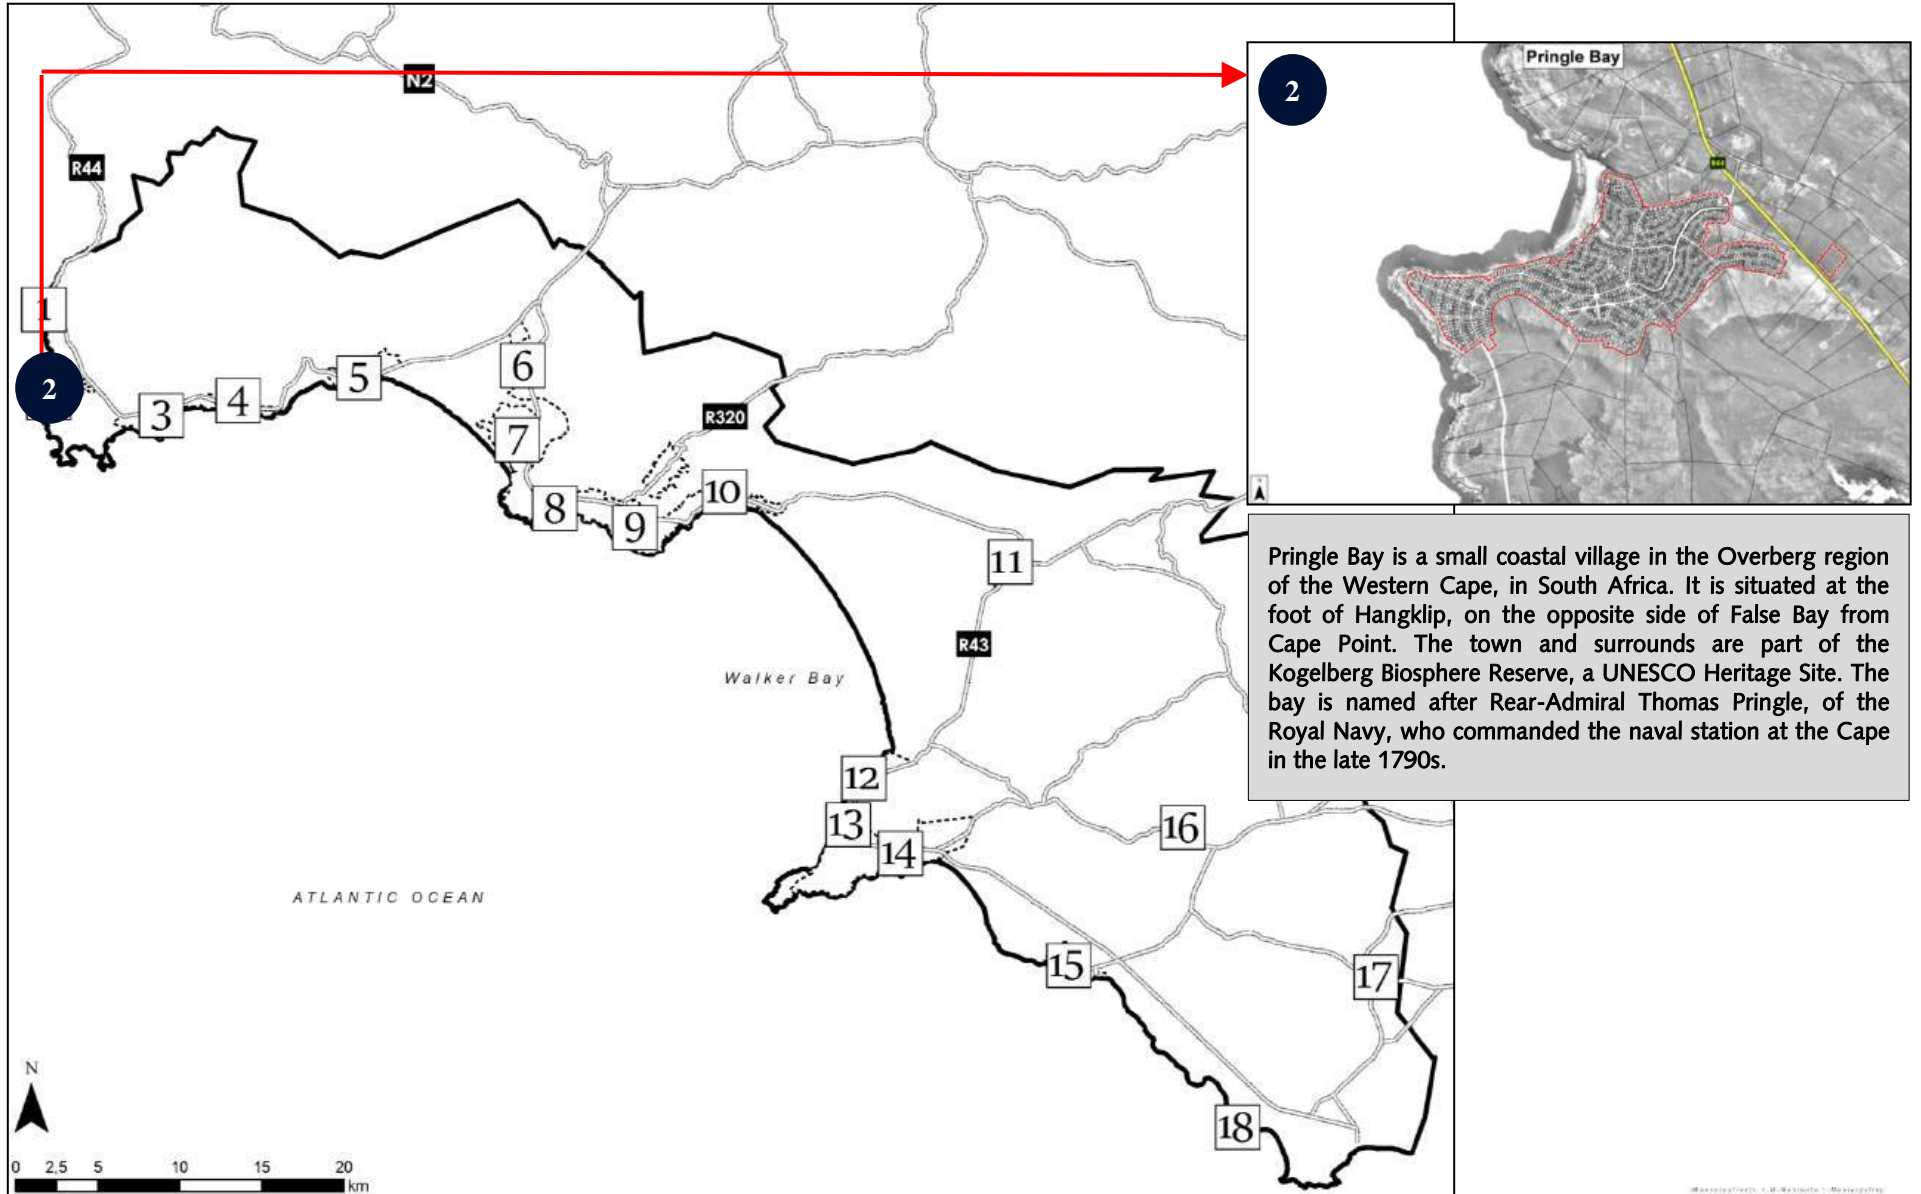 Pringle Bay
2
N2
R44
R44
1
2
3
4
5
6
7
8
9
10
R320
11
R43
Walker Bay
12
13
14
15
16
17
18
ATLANTIC OCEAN
Pringle Bay is a small coastal village in the Overberg region
of the Western Cape, in South Africa. It is situated at the
foot of Hangklip, on the opposite side of False Bay from
Cape Point. The town and surrounds are part of the
Kogelberg Biosphere Reserve, a UNESCO Heritage Site. The
bay is named after Rear-Admiral Thomas Pringle, of the
Royal Navy, who commanded the naval station at the Cape
in the late 1790s.
N
0 2,5 5 10 15 20
km